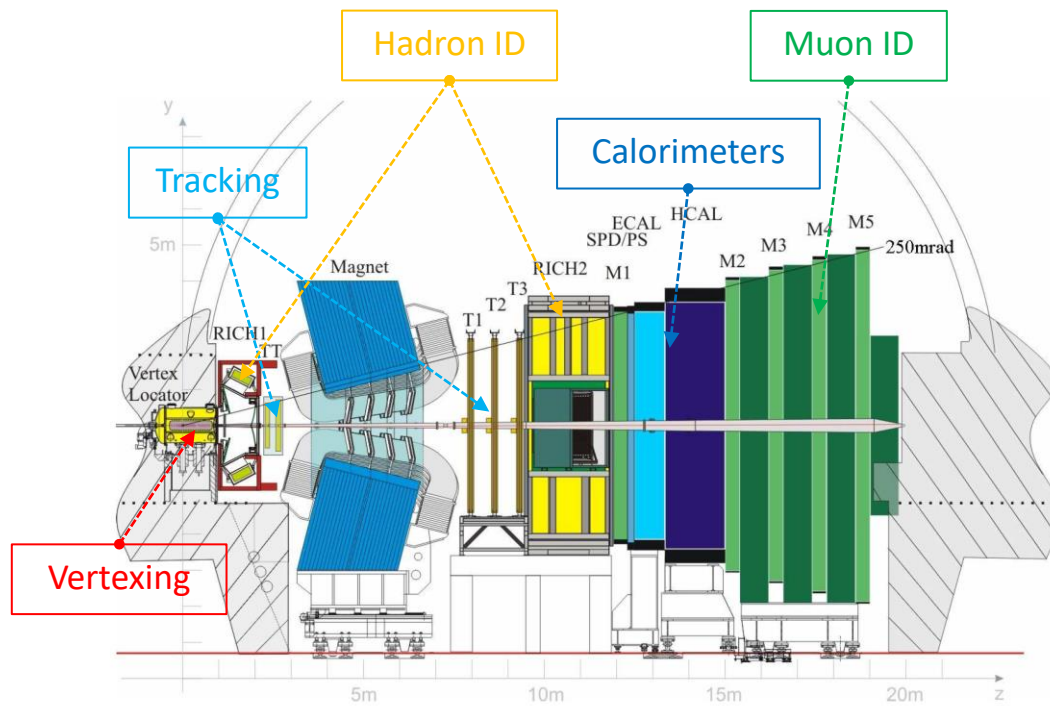 Hadron ID
Muon ID
y
Tracking
Calorimeters
5m
ECAL
HCAL
SPD/PS
M1
M2
M3
M4
M5
250mrad
Magnet
RICH2
T1
T2
T3
RICH1
TT
Vertex
Locator
Vertexing
5m
10m
15m
20m
z